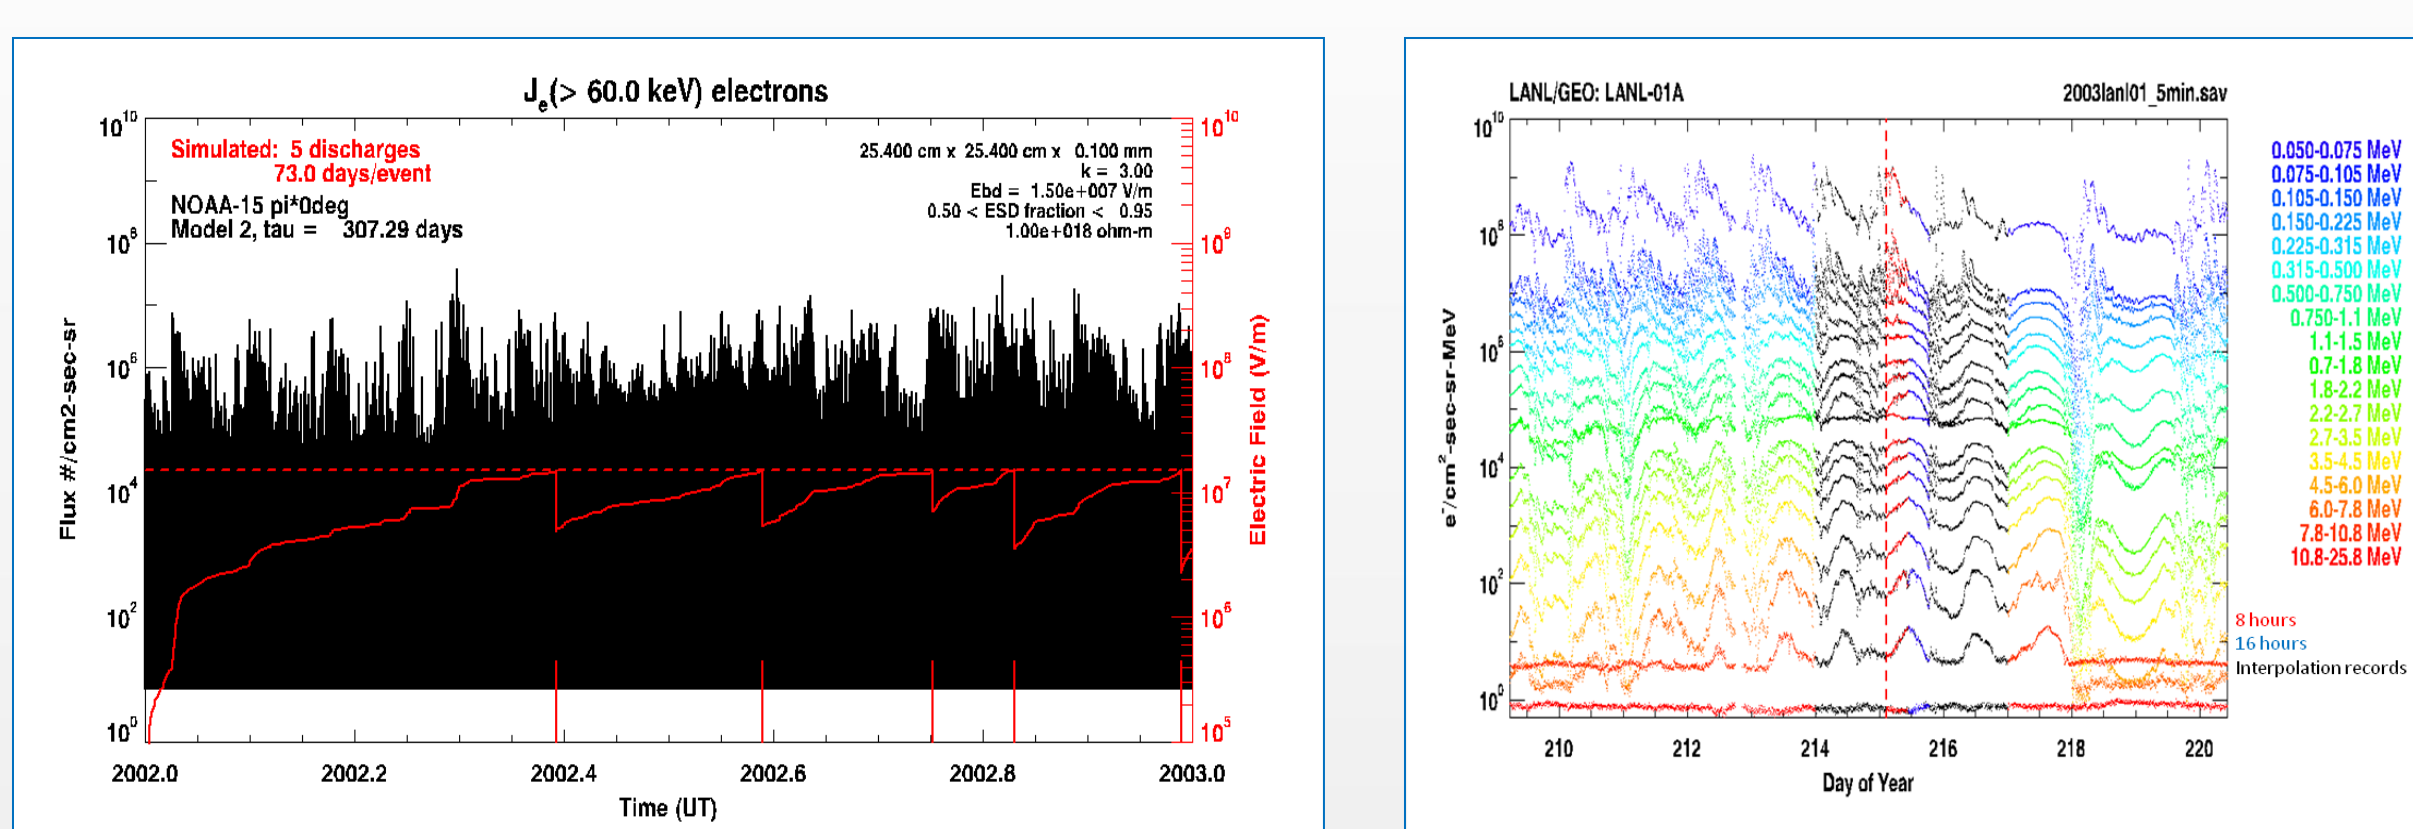 J_e(> 60.0 keV) electrons
Simulated: 5 discharges
73.0 days/event
NOAA-15 pi*0deg
Model 2, tau = 307.29 days
25.400 cm x 25.400 cm x 0.100 mm
k = 3.00
Ebd = 1.50e+007 V/m
0.50 < ESD fraction < 0.95
1.00e+018 ohm-m
Flux #/cm2-sec-sr
10^10
10^8
10^6
10^4
10^2
10^0
Electric Field (V/m)
10^10
10^9
10^8
10^7
10^6
10^5
2002.0 2002.2 2002.4 2002.6 2002.8 2003.0
Time (UT)
LANL/GEO: LANL-01A 2003lanl01_5min.sav
e^-/cm^2-sec-sr-MeV
10^10
10^8
10^6
10^4
10^2
10^0
210 212 214 216 218 220
Day of Year
0.050-0.075 MeV
0.075-0.105 MeV
0.105-0.150 MeV
0.150-0.225 MeV
0.225-0.315 MeV
0.315-0.500 MeV
0.500-0.750 MeV
0.750-1.1 MeV
1.1-1.5 MeV
0.7-1.8 MeV
1.8-2.2 MeV
2.2-2.7 MeV
2.7-3.5 MeV
3.5-4.5 MeV
4.5-6.0 MeV
6.0-7.8 MeV
7.8-10.8 MeV
10.8-25.8 MeV
8 hours
16 hours
Interpolation records